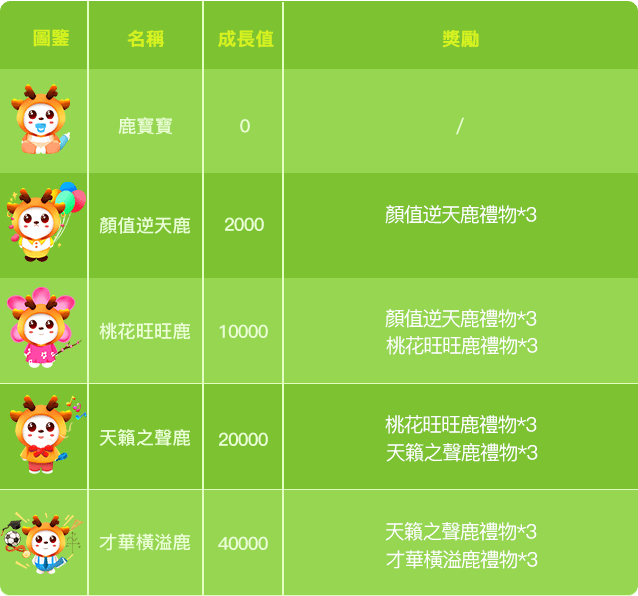 圖鑒 名稱 成長值 獎勵
鹿寶寶 0 /
顏值逆天鹿 2000 顏值逆天鹿禮物*3
桃花旺旺鹿 10000 顏值逆天鹿禮物*3
桃花旺旺鹿禮物*3
天籟之聲鹿 20000 桃花旺旺鹿禮物*3
天籟之聲鹿禮物*3
才華橫溢鹿 40000 天籟之聲鹿禮物*3
才華橫溢鹿禮物*3